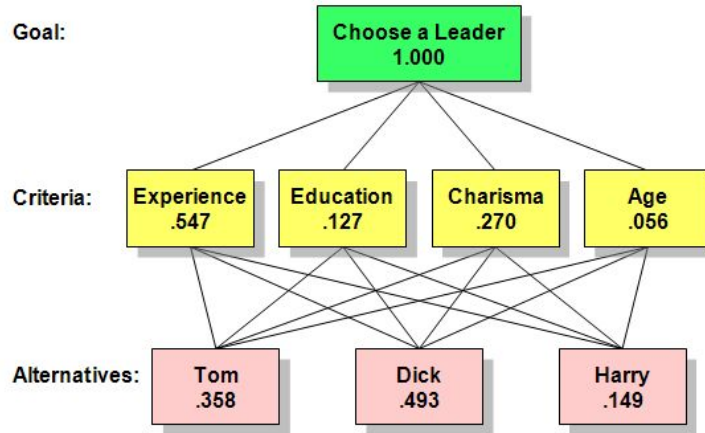 Goal:
Choose a Leader
1.000
Criteria:
Experience
.547
Education
.127
Charisma
.270
Age
.056
Alternatives:
Tom
.358
Dick
.493
Harry
.149